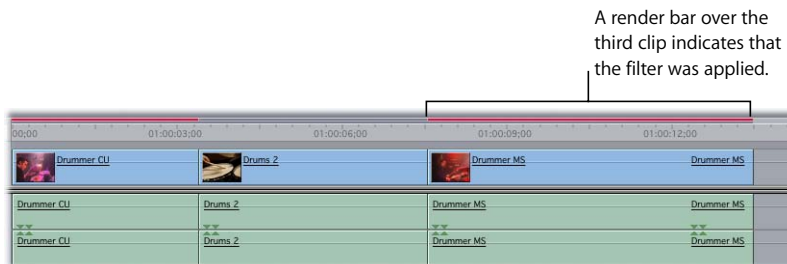 A render bar over the
third clip indicates that
the filter was applied.
00;00 01:00:03;00 01:00:06;00 01:00:09;00 01:00:12;00
Drummer CU Drums 2 Drummer MS Drummer MS
Drummer CU Drums 2 Drummer MS Drummer MS
Drummer CU Drums 2 Drummer MS Drummer MS